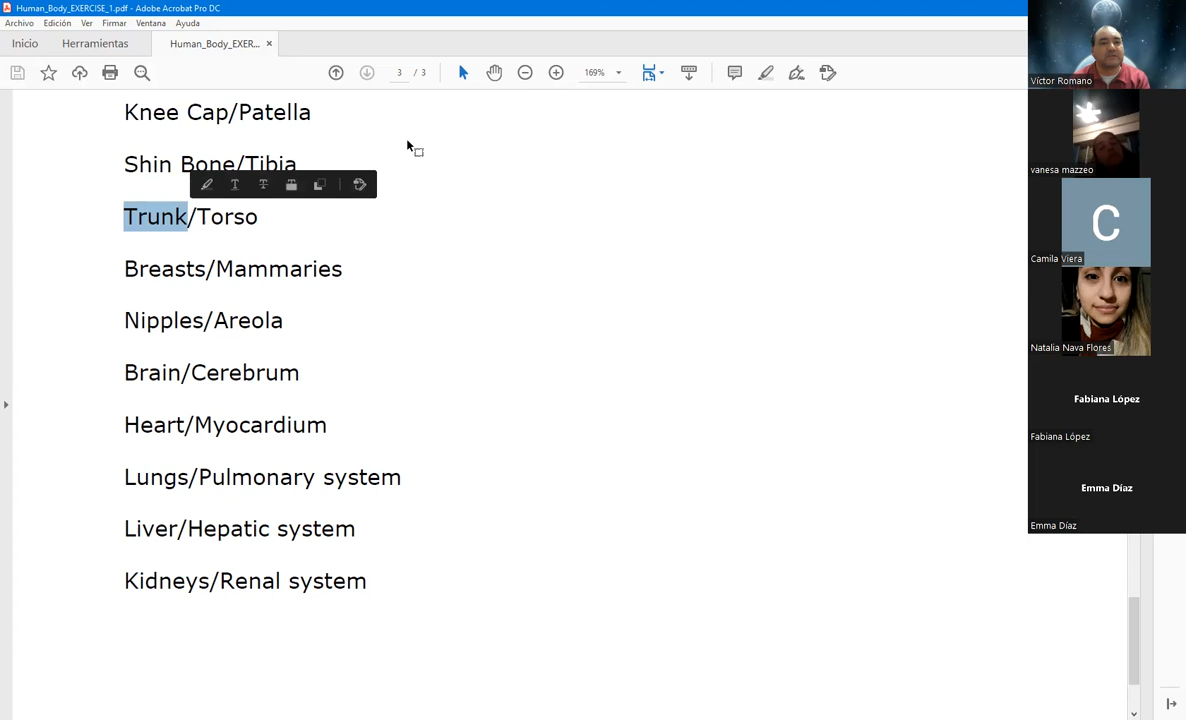 Human_Body_EXERCISE_1.pdf - Adobe Acrobat Pro DC
Archivo Edición Ver Firmar Ventana Ayuda
Inicio Herramientas Human_Body_EXER... ×
3 / 3 169%
Knee Cap/Patella
Shin Bone/Tibia
Trunk/Torso
Breasts/Mammaries
Nipples/Areola
Brain/Cerebrum
Heart/Myocardium
Lungs/Pulmonary system
Liver/Hepatic system
Kidneys/Renal system
Víctor Romano
vanesa mazzeo
C
Camila Viera
Natalia Nava Flores
Fabiana López
Fabiana López
Emma Díaz
Emma Díaz